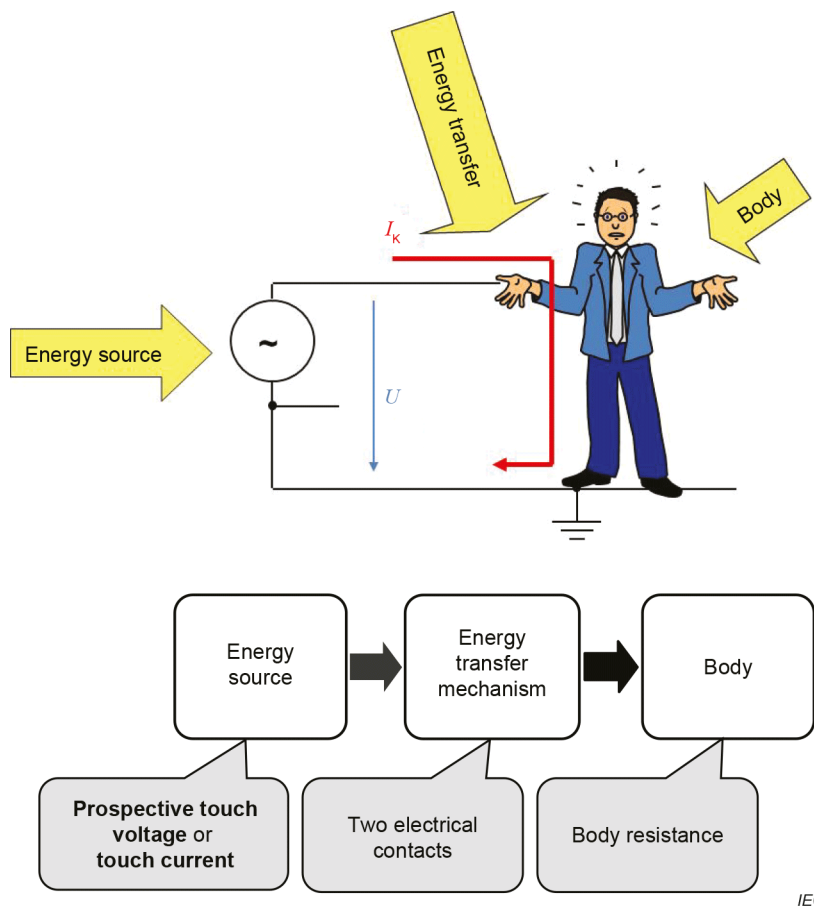 Energy transfer
Body
I_K
Energy source
~
U
Energy
source
Energy
transfer
mechanism
Body
Prospective touch
voltage or
touch current
Two electrical
contacts
Body resistance